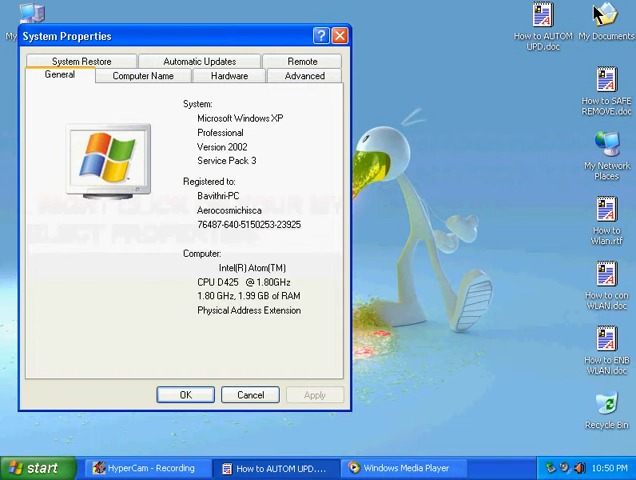 System Properties
System Restore
Automatic Updates
Remote
General
Computer Name
Hardware
Advanced
System:
Microsoft Windows XP
Professional
Version 2002
Service Pack 3
Registered to:
Bavithri-PC
Aerocosmichisca
76487-640-5150253-23925
Computer:
Intel(R) Atom(TM)
CPU D425 @ 1.80GHz
1.80 GHz, 1.99 GB of RAM
Physical Address Extension
OK
Cancel
Apply
How to AUTOM
UPD.doc
My Documents
How to SAFE
REMOVE.doc
My Network
Places
How to
Wlan.rtf
How to con
WLAN.doc
How to ENB
WLAN.doc
Recycle Bin
start
HyperCam - Recording
How to AUTOM UPD....
Windows Media Player
10:50 PM